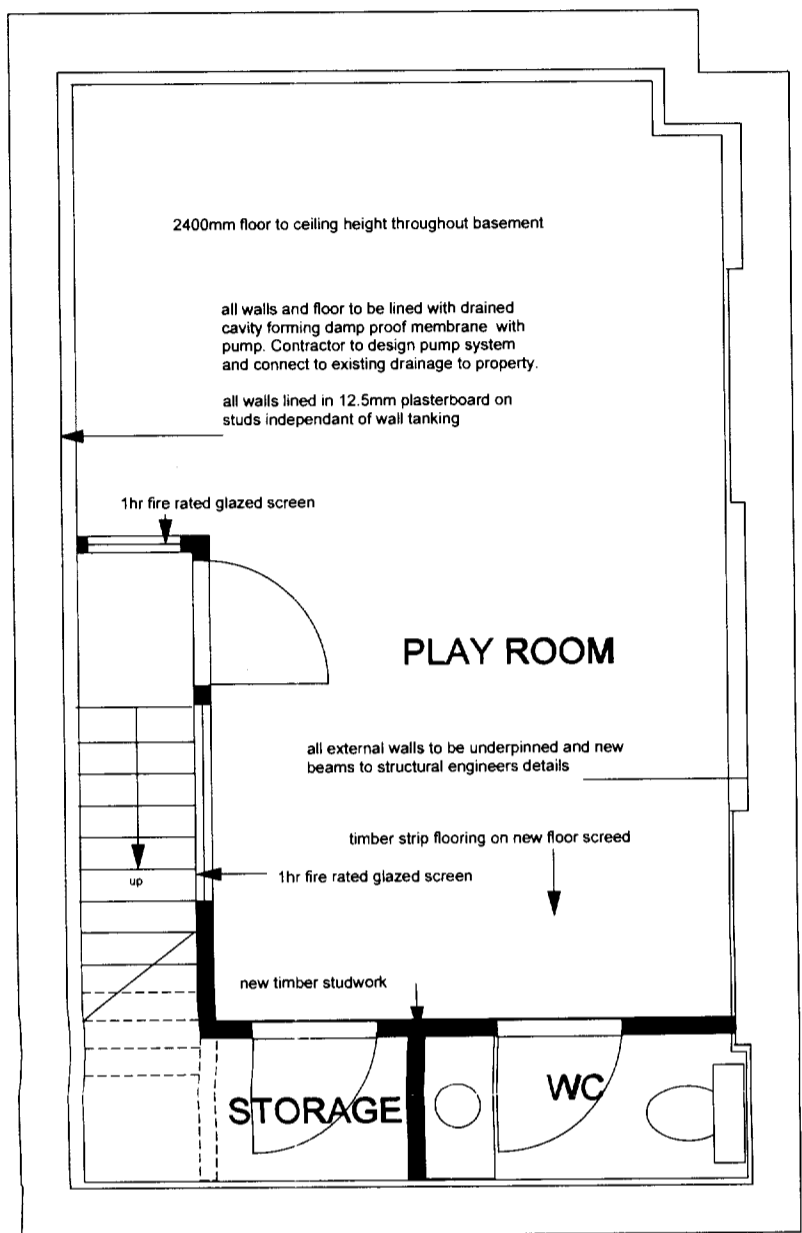 2400mm floor to ceiling height throughout basement
all walls and floor to be lined with drained
cavity forming damp proof membrane with
pump. Contractor to design pump system
and connect to existing drainage to property.
all walls lined in 12.5mm plasterboard on
studs independant of wall tanking
1hr fire rated glazed screen
PLAY ROOM
all external walls to be underpinned and new
beams to structural engineers details
timber strip flooring on new floor screed
up
1hr fire rated glazed screen
new timber studwork
STORAGE
WC